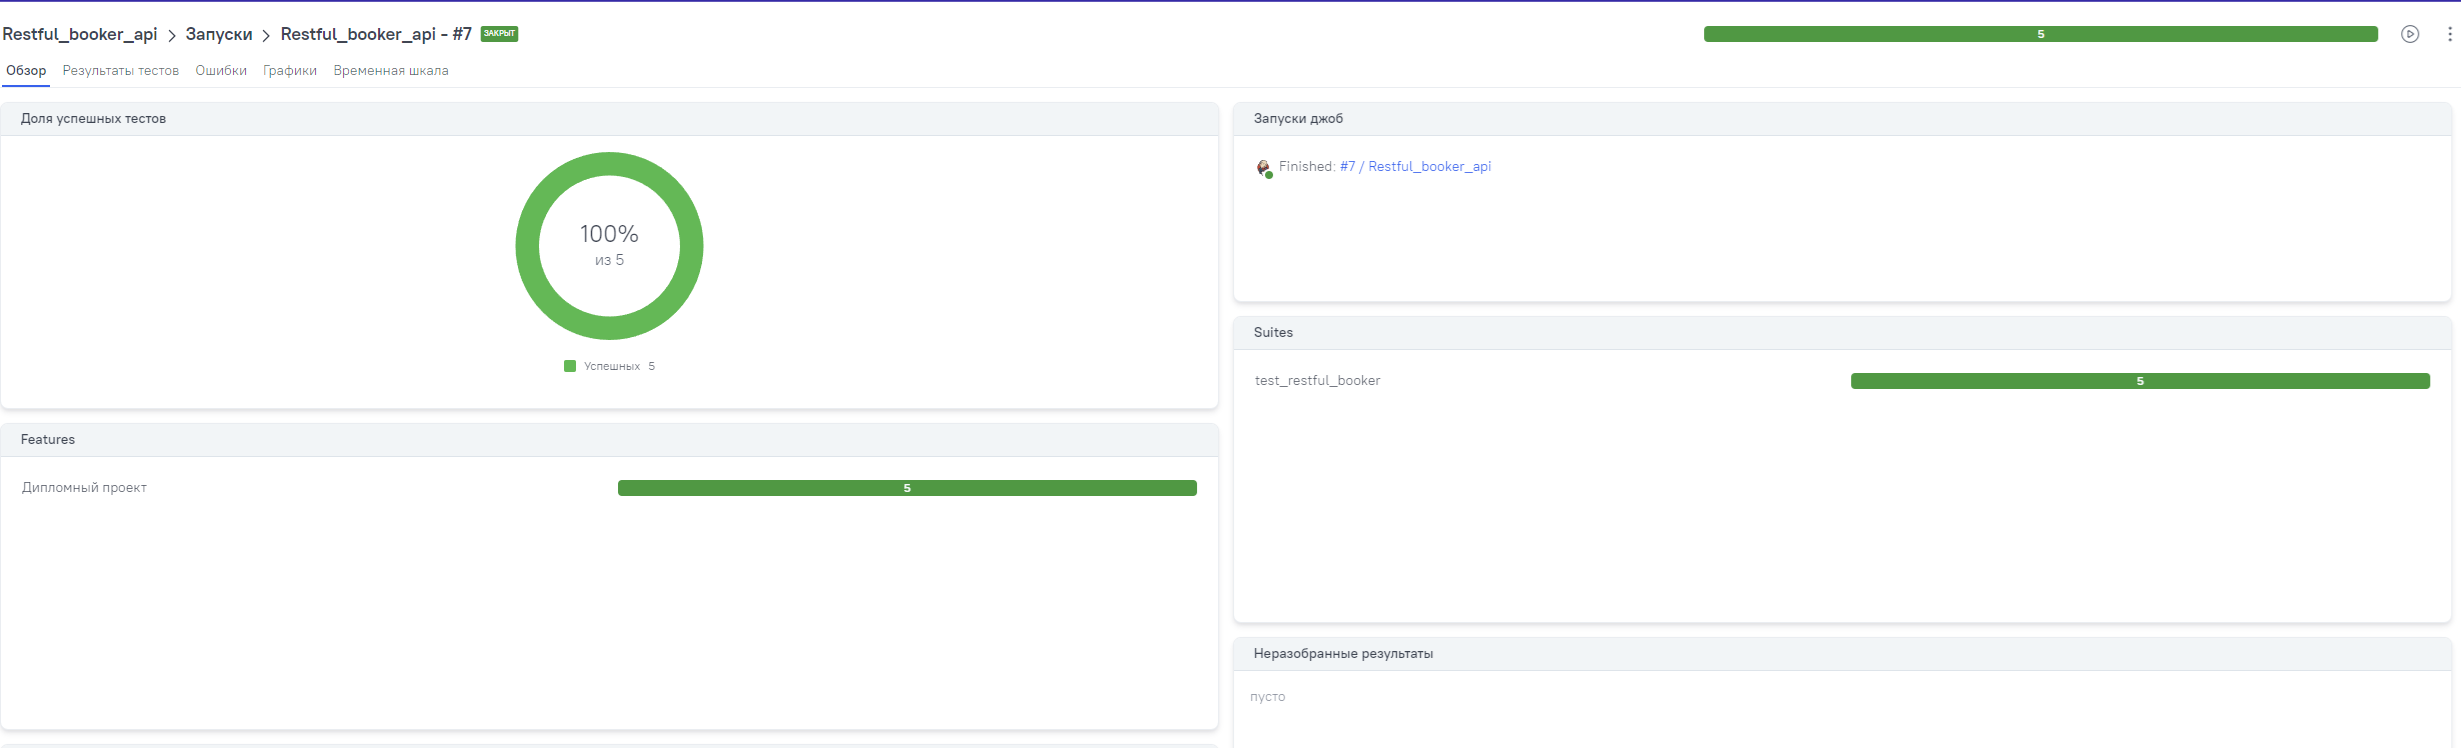 Restful_booker_api > Запуски > Restful_booker_api - #7 ЗАКРЫТ
5
Обзор Результаты тестов Ошибки Графики Временная шкала
Доля успешных тестов
100%
из 5
Успешных 5
Features
Дипломный проект 5
Запуски джоб
Finished: #7 / Restful_booker_api
Suites
test_restful_booker 5
Неразобранные результаты
пусто